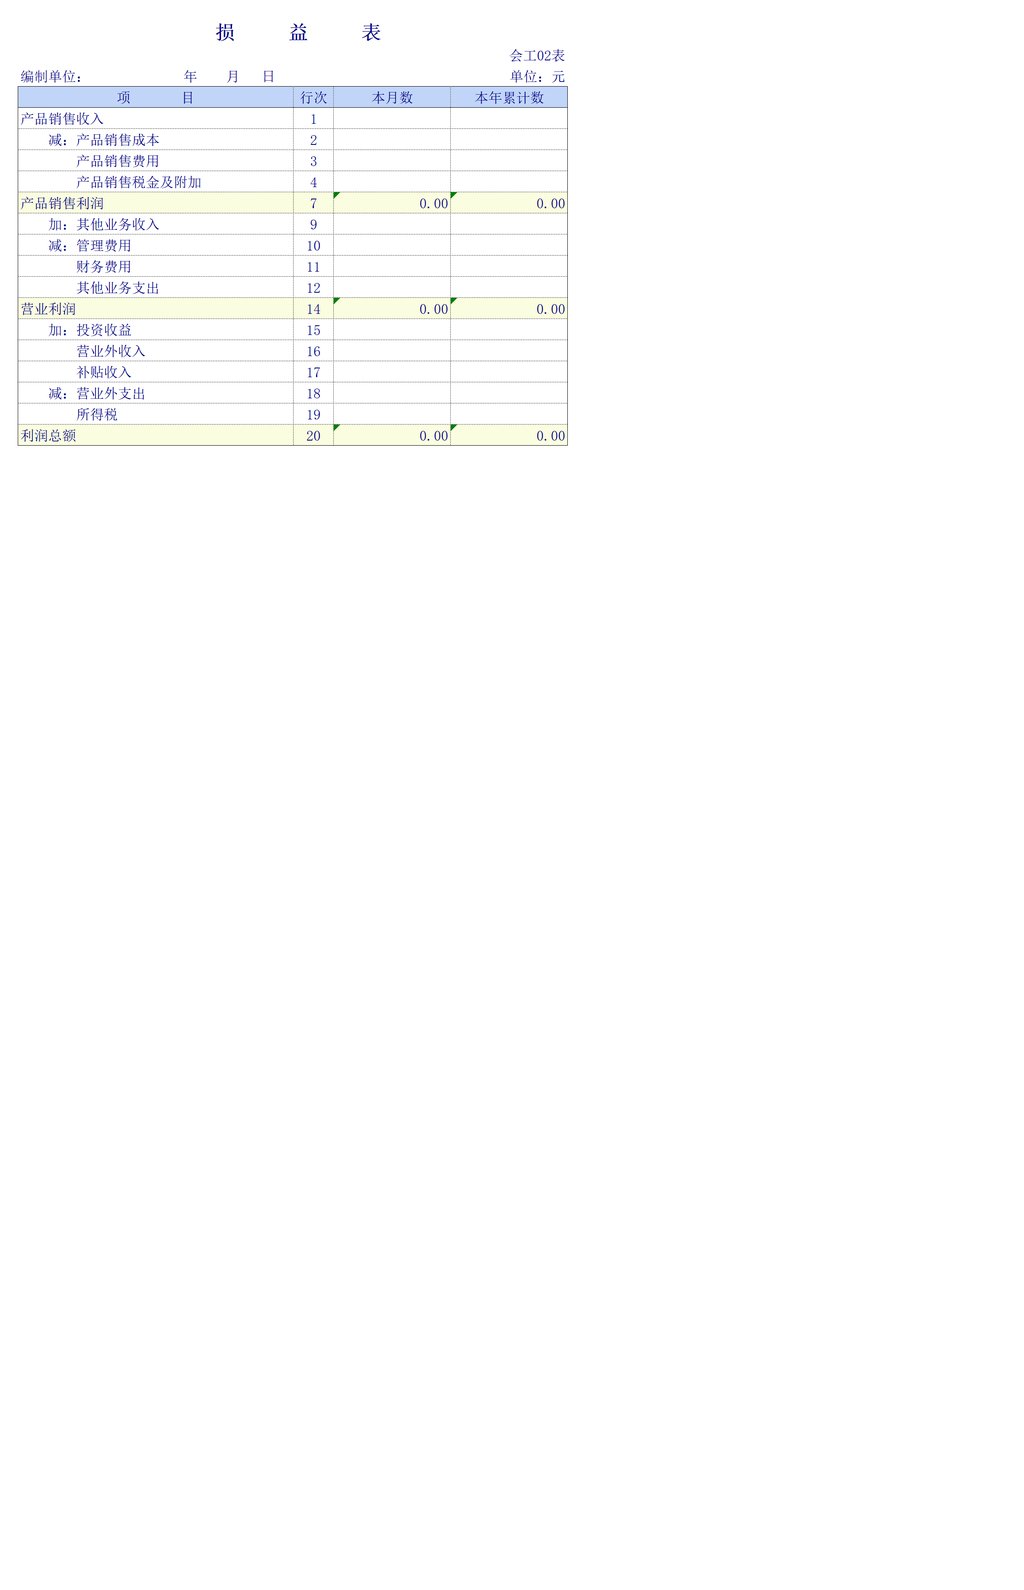 损 益 表
会工02表
编制单位： 年 月 日 单位：元
项 目 行次 本月数 本年累计数
产品销售收入 1
减：产品销售成本 2
产品销售费用 3
产品销售税金及附加 4
产品销售利润 7 0.00 0.00
加：其他业务收入 9
减：管理费用 10
财务费用 11
其他业务支出 12
营业利润 14 0.00 0.00
加：投资收益 15
营业外收入 16
补贴收入 17
减：营业外支出 18
所得税 19
利润总额 20 0.00 0.00